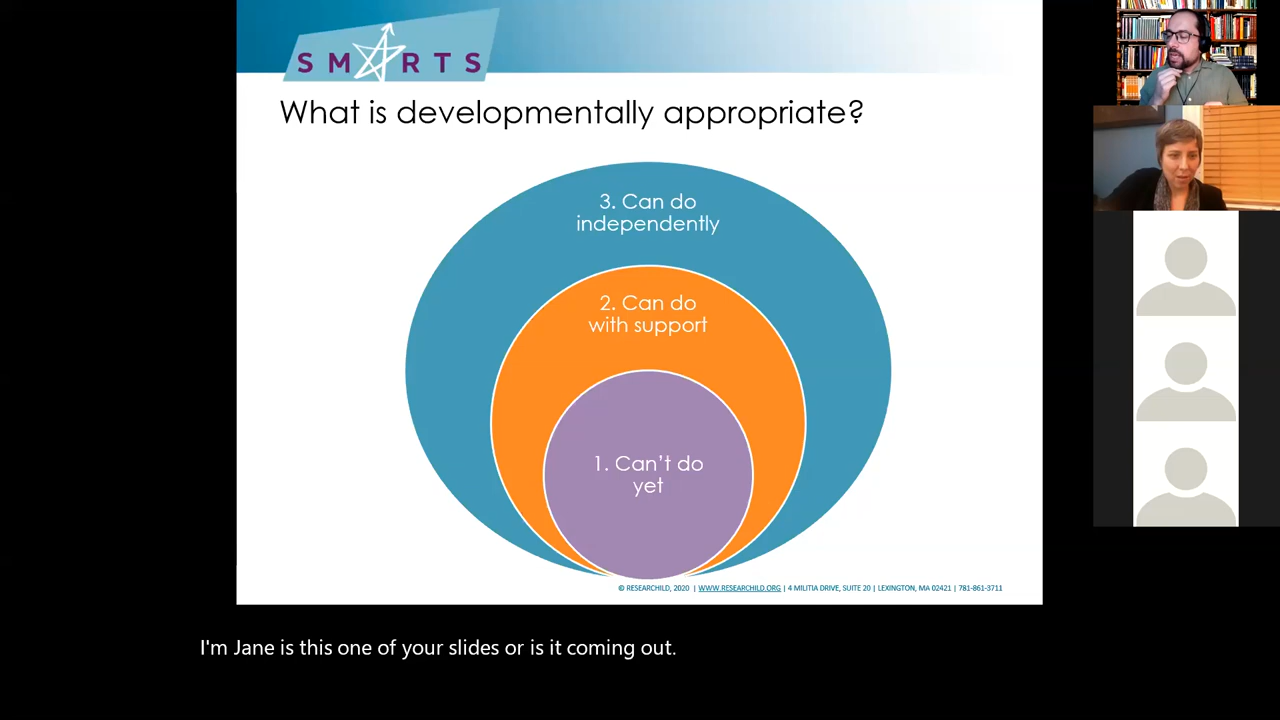 SMARTS
What is developmentally appropriate?
3. Can do
independently
2. Can do
with support
1. Can't do
yet
© RESEARCHILD, 2020 | WWW.RESEARCHILD.ORG | 4 MILITIA DRIVE, SUITE 20 | LEXINGTON, MA 02421 | 781-861-3711
I'm Jane is this one of your slides or is it coming out.